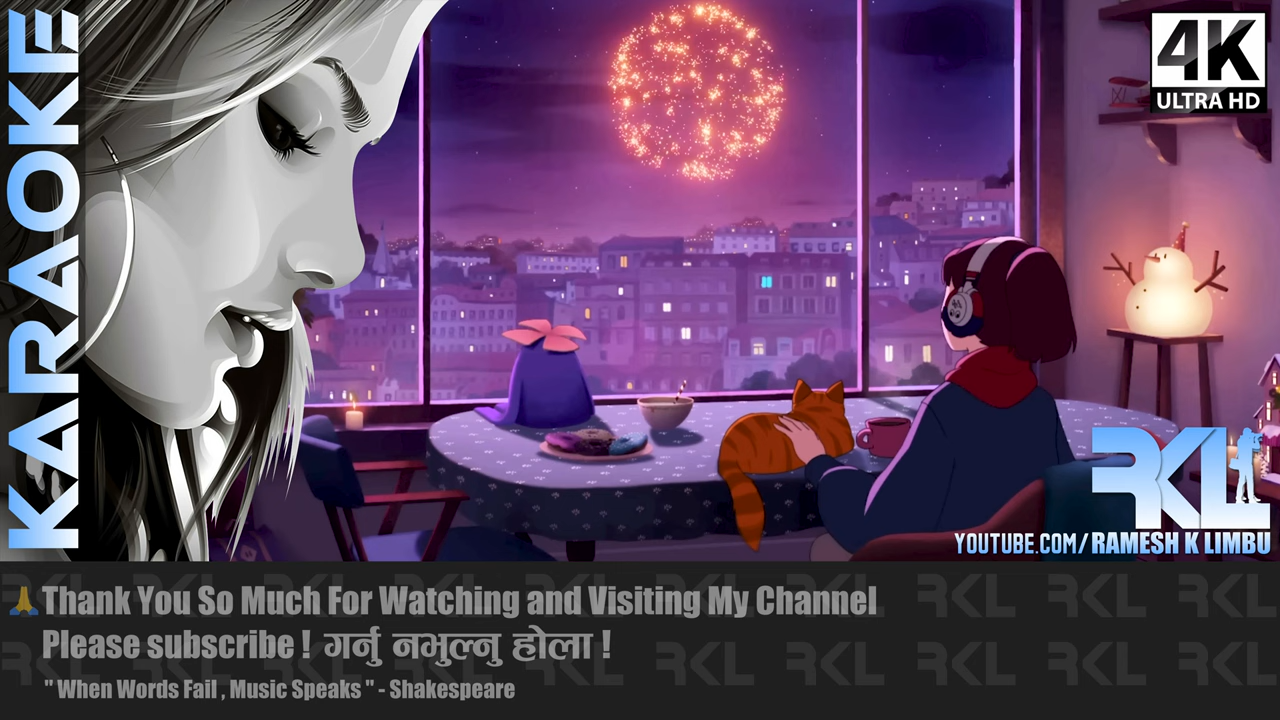 KARAOKE
4K
ULTRA HD
RKL
YOUTUBE.COM/RAMESH K LIMBU
🙏Thank You So Much For Watching and Visiting My Channel
Please subscribe ! गर्नु नभुल्नु होला !
" When Words Fail , Music Speaks " - Shakespeare